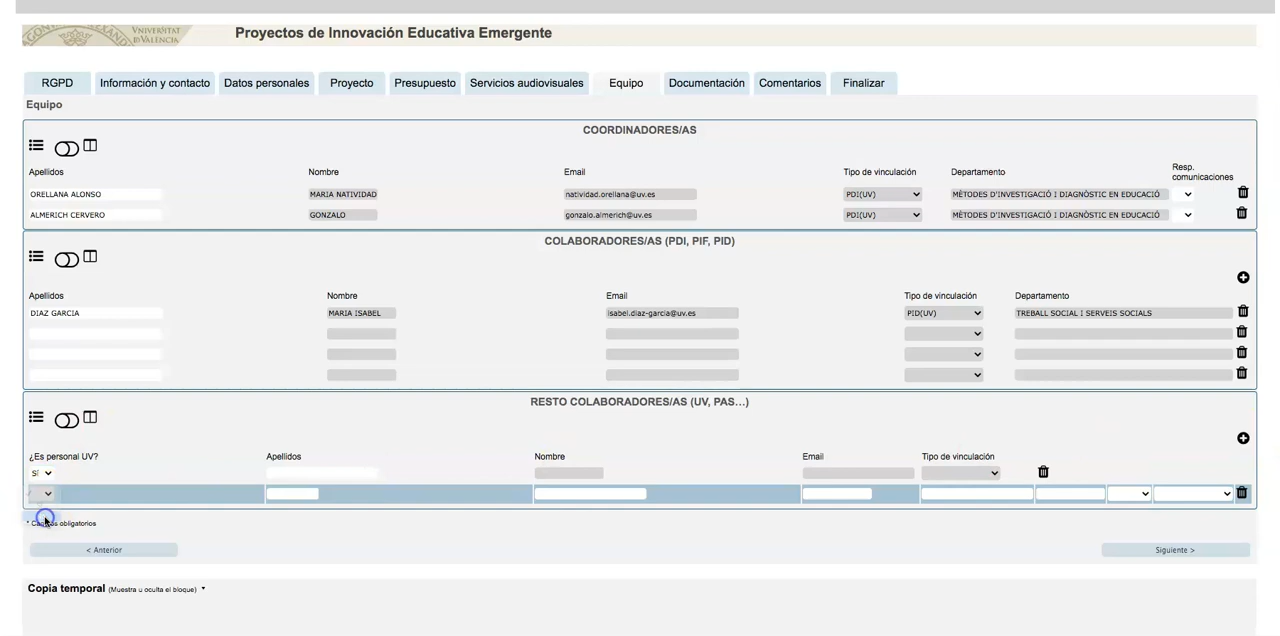 VNIVERSITAT
D VALÈNCIA
Proyectos de Innovación Educativa Emergente
RGPD Información y contacto Datos personales Proyecto Presupuesto Servicios audiovisuales Equipo Documentación Comentarios Finalizar
Equipo
COORDINADORES/AS
Apellidos Nombre Email Tipo de vinculación Departamento Resp. comunicaciones
ORELLANA ALONSO MARIA NATIVIDAD natividad.orellana@uv.es PDI(UV) MÈTODES D'INVESTIGACIÓ I DIAGNÒSTIC EN EDUCACIÓ
ALMERICH CERVERO GONZALO gonzalo.almerich@uv.es PDI(UV) MÈTODES D'INVESTIGACIÓ I DIAGNÒSTIC EN EDUCACIÓ
COLABORADORES/AS (PDI, PIF, PID)
Apellidos Nombre Email Tipo de vinculación Departamento
DIAZ GARCIA MARIA ISABEL isabel.diaz-garcia@uv.es PID(UV) TREBALL SOCIAL I SERVEIS SOCIALS
RESTO COLABORADORES/AS (UV, PAS...)
¿Es personal UV? Apellidos Nombre Email Tipo de vinculación
SÍ
* obligatorios
< Anterior Siguiente >
Copia temporal (Muestra u oculta el bloque)